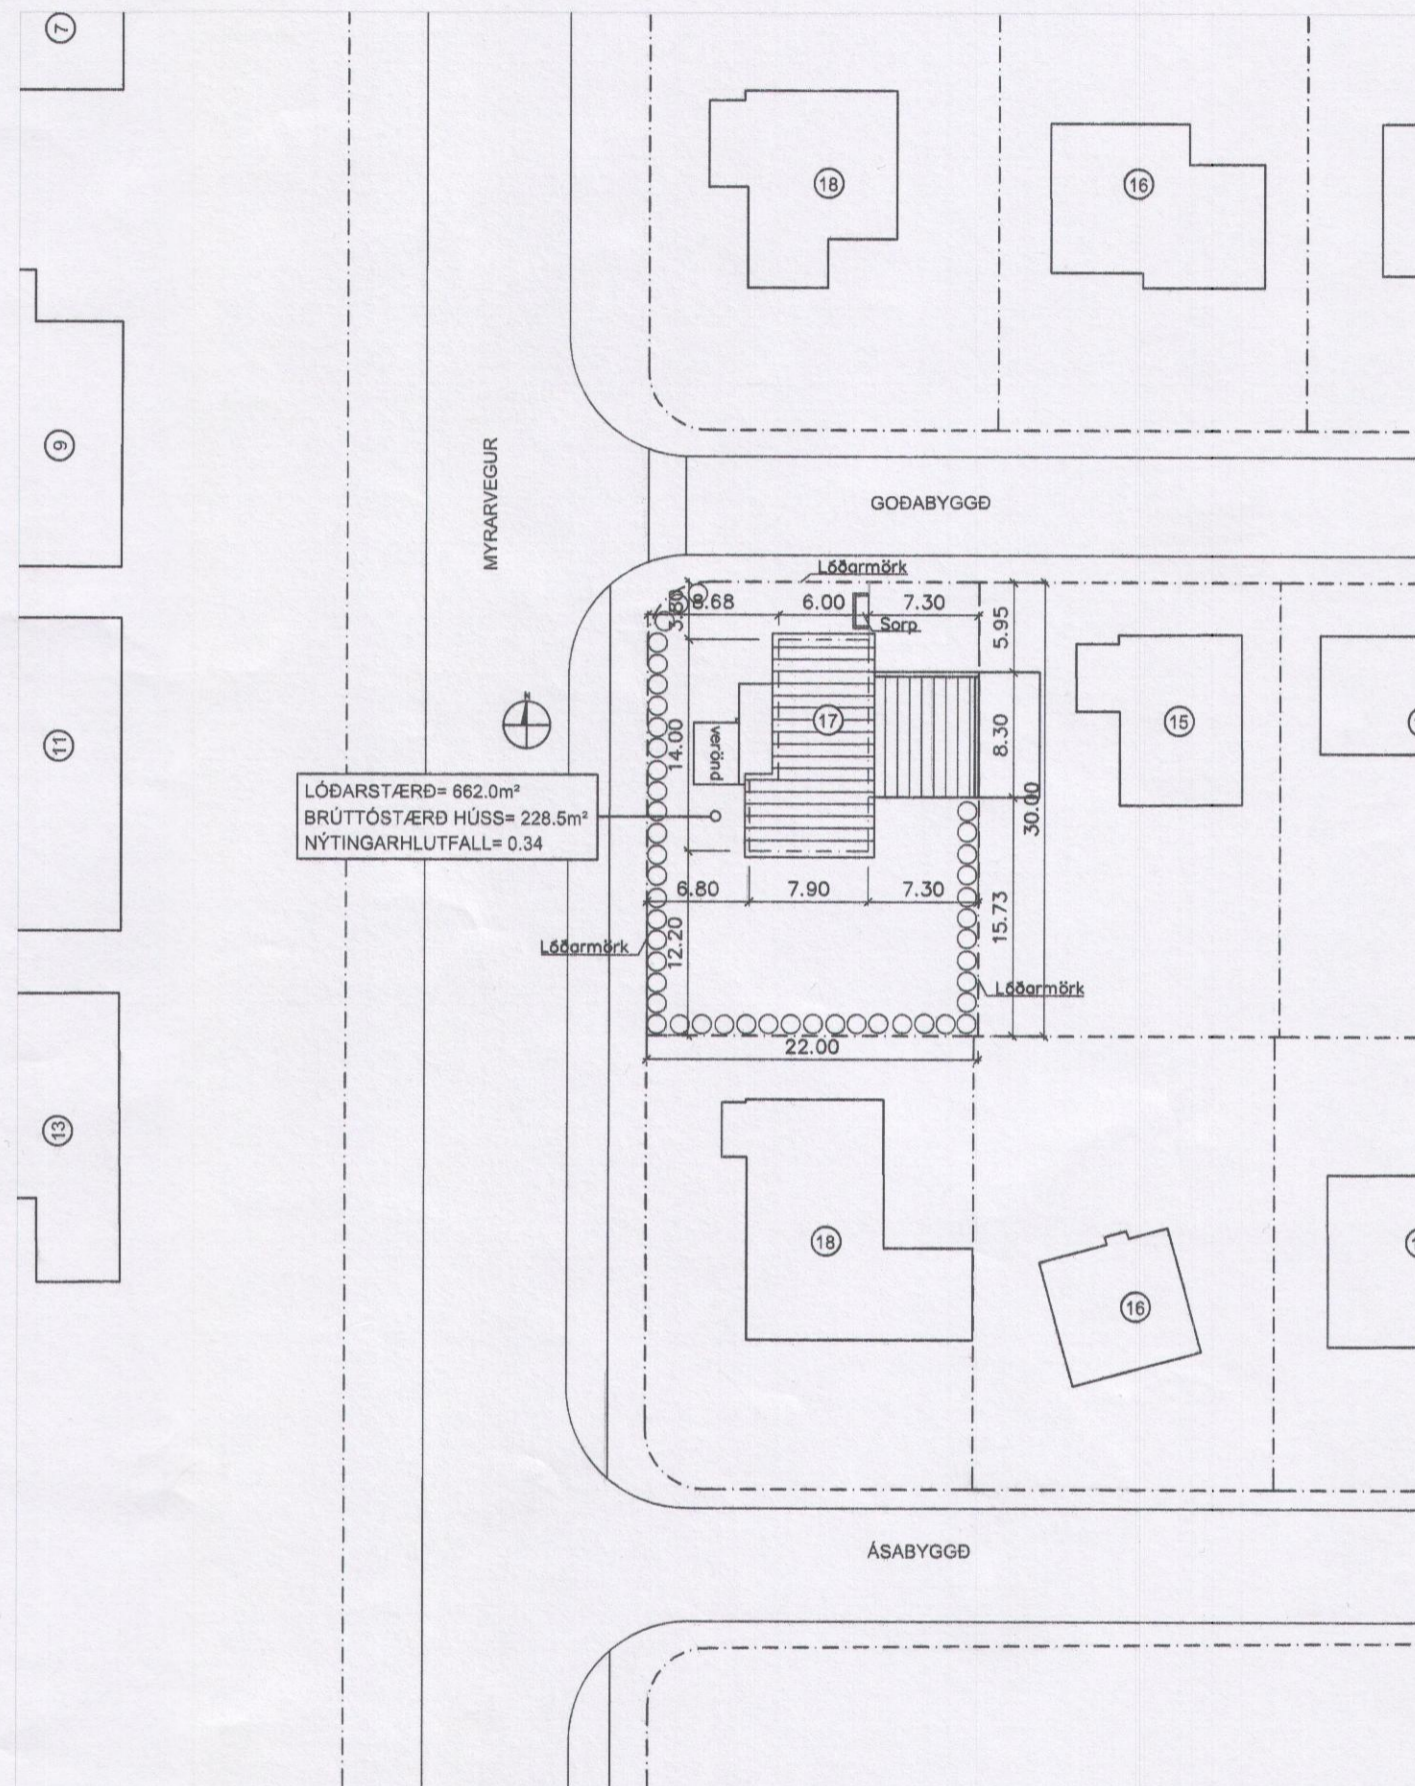 7
18
16
9
MÝRARVEGUR
GOÐABYGGÐ
Lóðarmörk
3.80
8.68
6.00
7.30
Sorp
5.95
N
17
15
11
14.00
verönd
8.30
30.00
LÓÐARSTÆRÐ= 662.0m²
BRÚTTÓSTÆRÐ HÚSS= 228.5m²
NÝTINGARHLUTFALL= 0.34
6.80
7.90
7.30
15.73
12.20
Lóðarmörk
Lóðarmörk
22.00
13
18
16
ÁSABYGGÐ